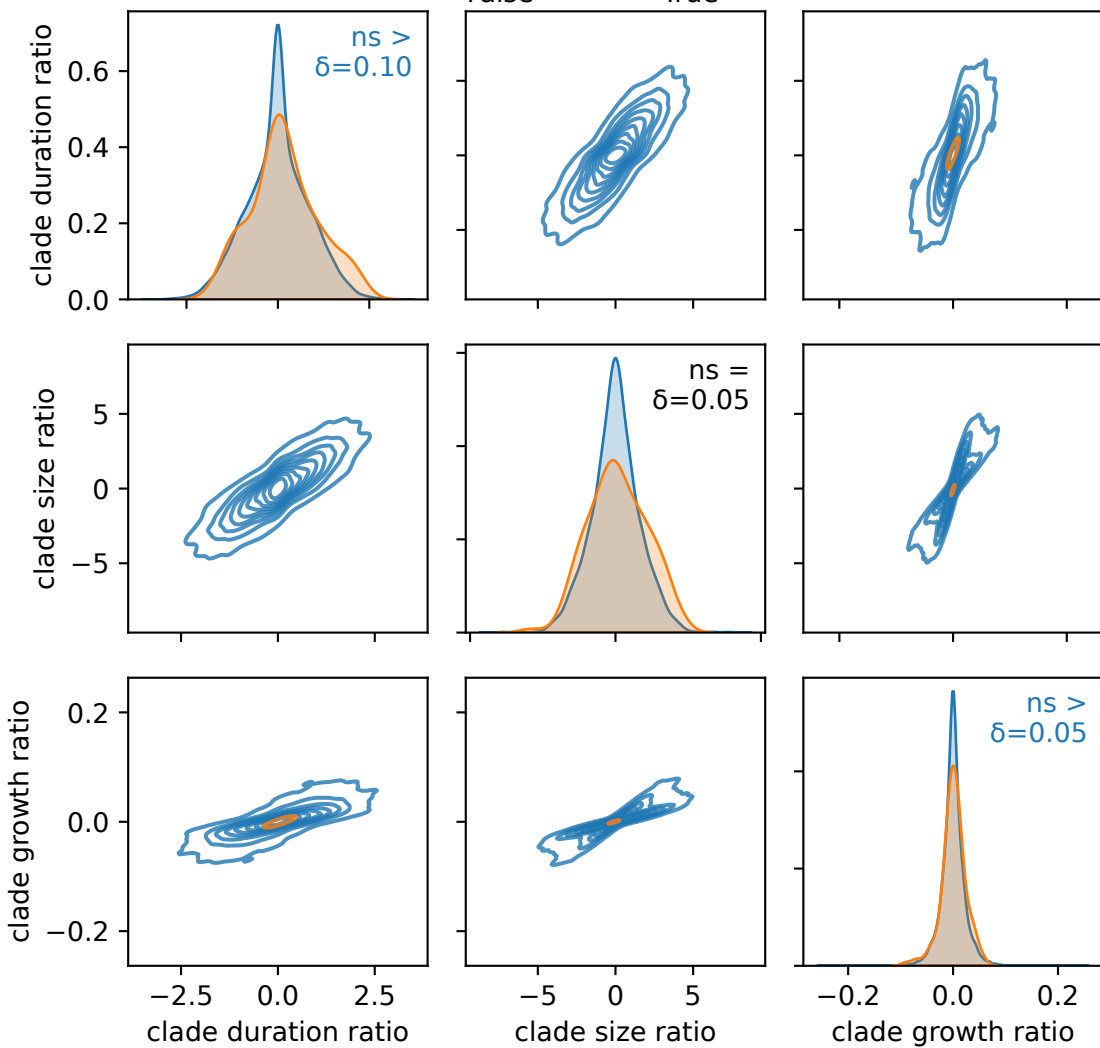 clade duration ratio
0.6
0.4
0.2
0.0
ns >
δ=0.10
clade size ratio
5
0
−5
ns =
δ=0.05
clade growth ratio
0.2
0.0
−0.2
ns >
δ=0.05
−2.5 0.0 2.5
−5 0 5
−0.2 0.0 0.2
clade duration ratio
clade size ratio
clade growth ratio